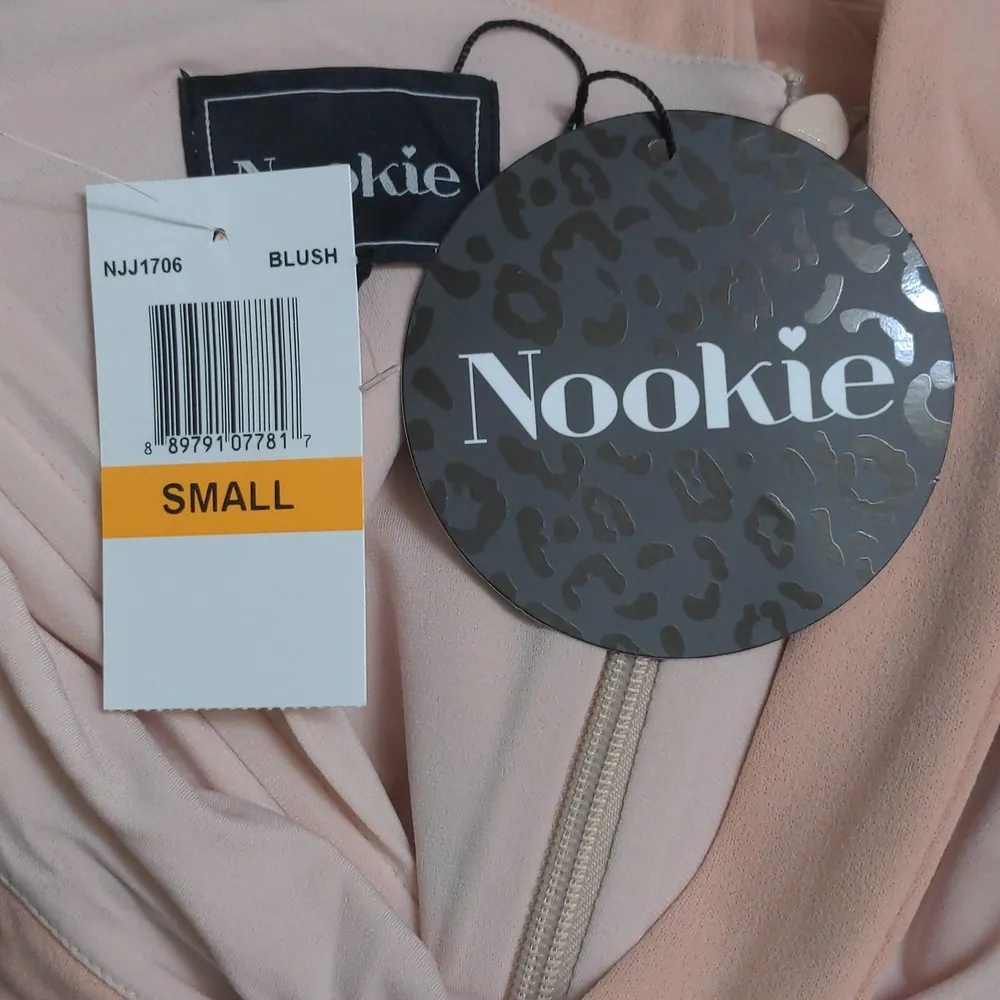 Nookie
NJJ1706 BLUSH
8 89791 07781 7
SMALL
Nookie